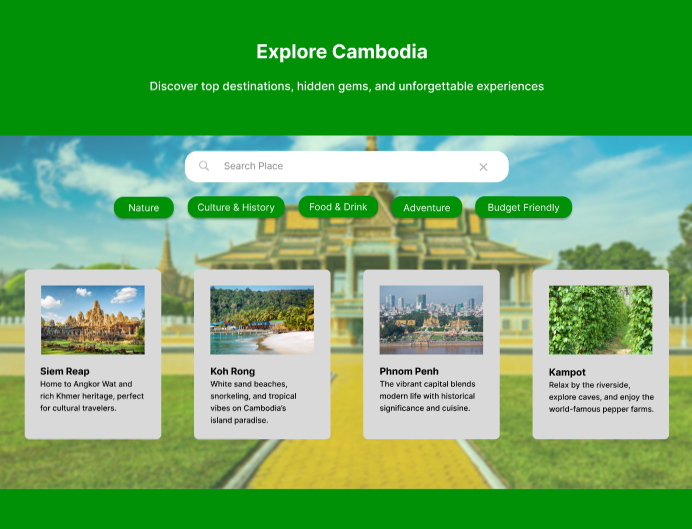 Explore Cambodia
Discover top destinations, hidden gems, and unforgettable experiences
Search Place
Nature
Culture & History
Food & Drink
Adventure
Budget Friendly
Siem Reap
Home to Angkor Wat and
rich Khmer heritage, perfect
for cultural travelers.
Koh Rong
White sand beaches,
snorkeling, and tropical
vibes on Cambodia's
island paradise.
Phnom Penh
The vibrant capital blends
modern life with historical
significance and cuisine.
Kampot
Relax by the riverside,
explore caves, and enjoy the
world-famous pepper farms.